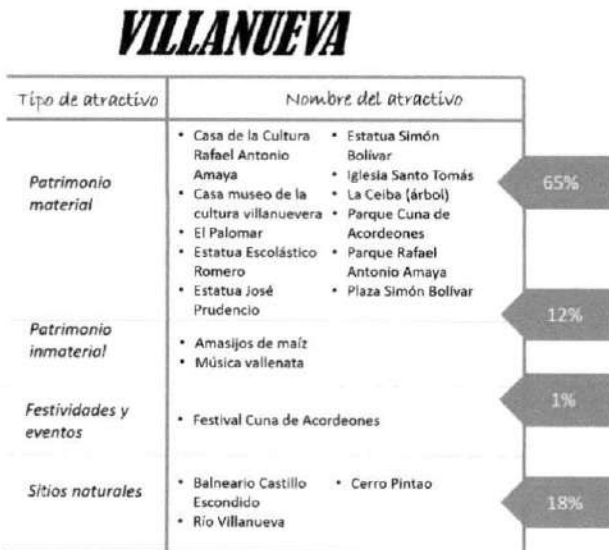 VILLANUEVA
Tipo de atractivo
Nombre del atractivo
Patrimonio
material
• Casa de la Cultura
Rafael Antonio
Amaya
• Casa museo de la
cultura villanuevera
• El Palomar
• Estatua Escolástico
Romero
• Estatua José
Prudencio
• Estatua Simón
Bolívar
• Iglesia Santo Tomás
• La Ceiba (árbol)
• Parque Cuna de
Acordeones
• Parque Rafael
Antonio Amaya
• Plaza Simón Bolívar
65%
Patrimonio
inmaterial
• Amasijos de maíz
• Música vallenata
12%
Festividades y
eventos
• Festival Cuna de Acordeones
1%
Sitios naturales
• Balneario Castillo
Escondido
• Río Villanueva
• Cerro Pintao
18%